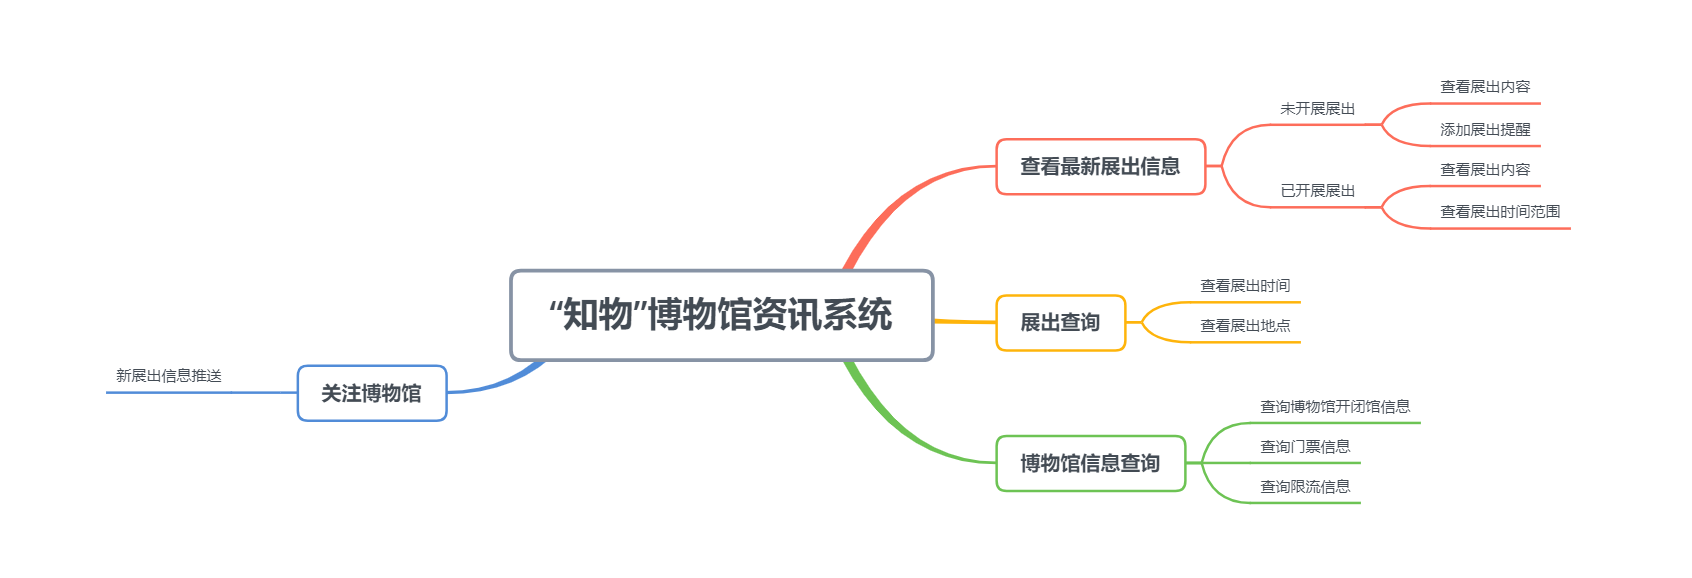 “知物”博物馆资讯系统
查看最新展出信息
未开展展出
查看展出内容
添加展出提醒
已开展展出
查看展出内容
查看展出时间范围
展出查询
查看展出时间
查看展出地点
博物馆信息查询
查询博物馆开闭馆信息
查询门票信息
查询限流信息
关注博物馆
新展出信息推送